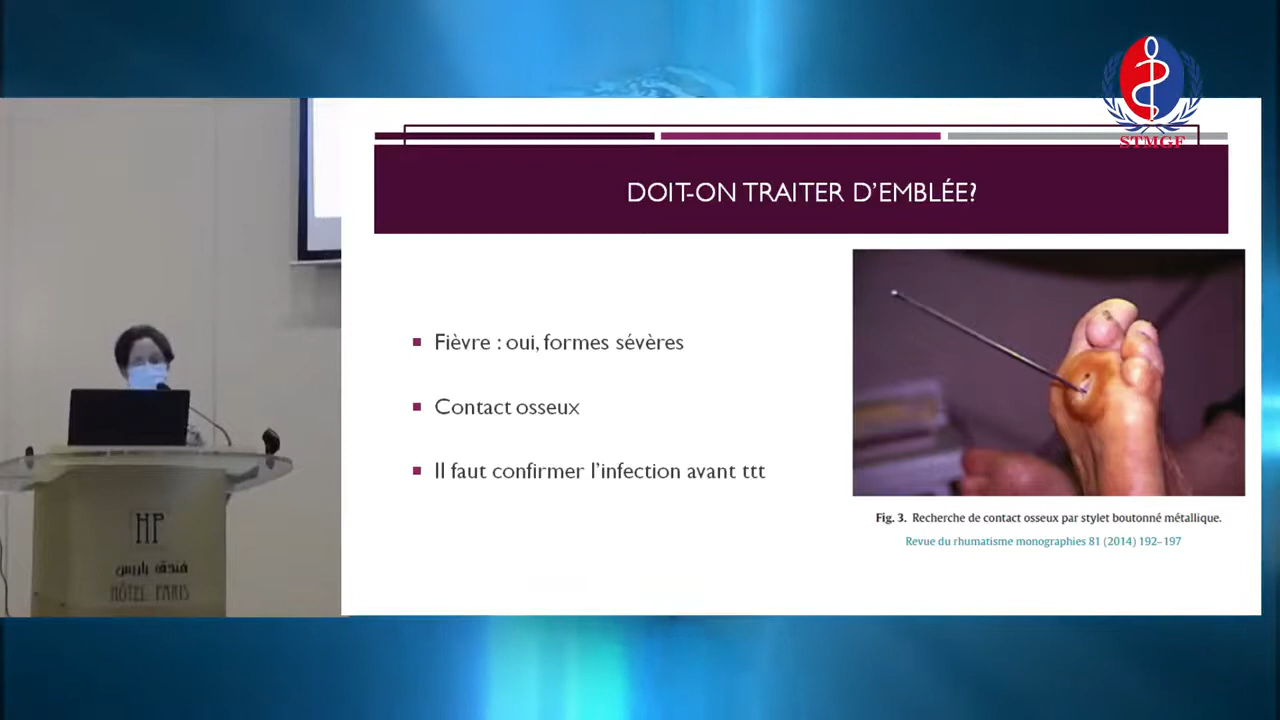 STMGF
DOIT-ON TRAITER D’EMBLÉE?
▪ Fièvre : oui, formes sévères
▪ Contact osseux
▪ Il faut confirmer l’infection avant ttt
Fig. 3. Recherche de contact osseux par stylet boutonné métallique.
Revue du rhumatisme monographies 81 (2014) 192–197
HP
فندق باريس
HÔTEL PARIS